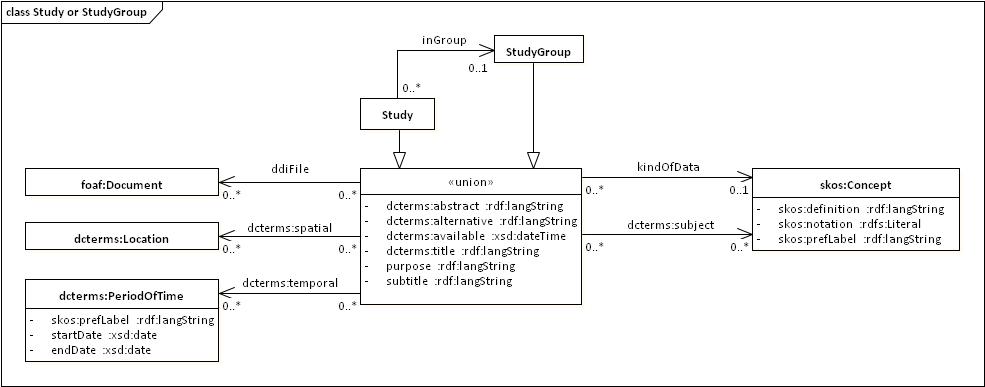 class Study or StudyGroup
inGroup
StudyGroup
0..1
0..*
Study
ddiFile
kindOfData
foaf:Document
0..*
0..*
«union»
0..*
0..1
skos:Concept
- dcterms:abstract :rdf:langString
- dcterms:alternative :rdf:langString
- dcterms:available :xsd:dateTime
- dcterms:title :rdf:langString
- purpose :rdf:langString
- subtitle :rdf:langString
- skos:definition :rdf:langString
- skos:notation :rdfs:Literal
- skos:prefLabel :rdf:langString
dcterms:spatial
dcterms:subject
dcterms:Location
0..*
0..*
0..*
0..*
dcterms:temporal
dcterms:PeriodOfTime
0..*
0..*
- skos:prefLabel :rdf:langString
- startDate :xsd:date
- endDate :xsd:date